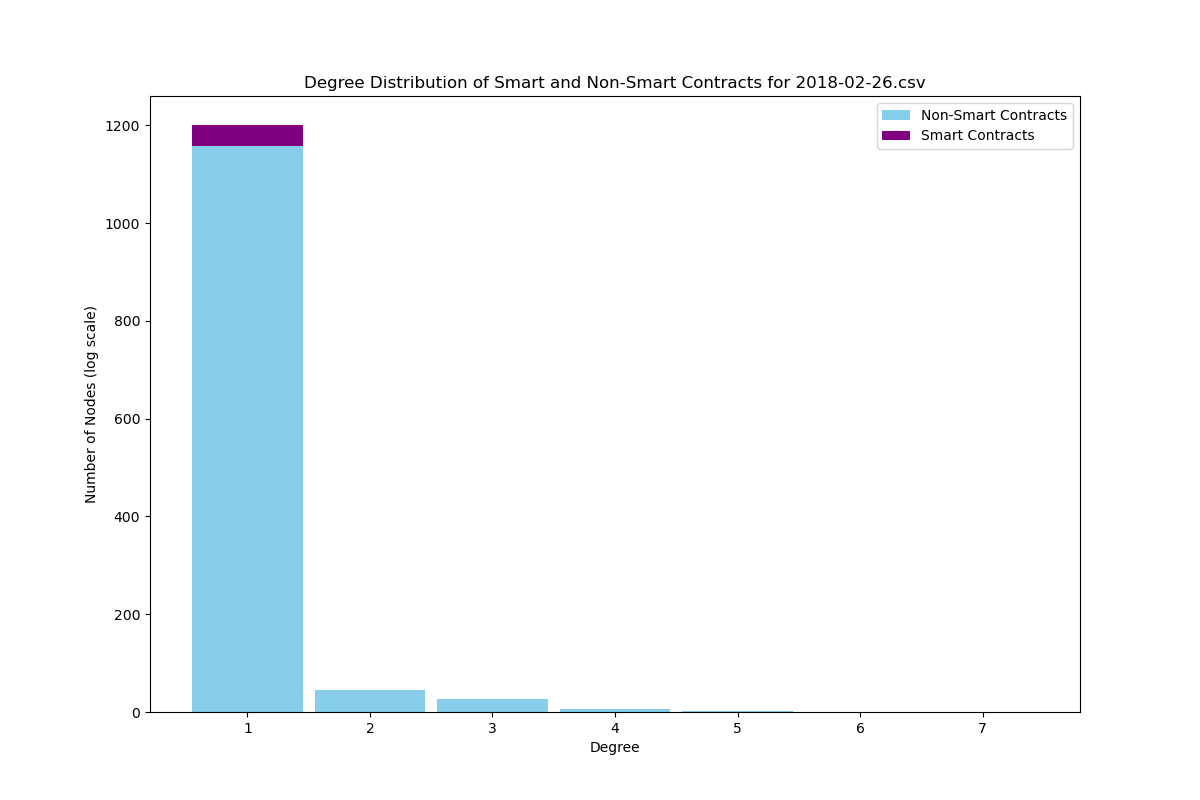 Degree Distribution of Smart and Non-Smart Contracts for 2018-02-26.csv
Non-Smart Contracts
Smart Contracts
Number of Nodes (log scale)
1200
1000
800
600
400
200
0
1 2 3 4 5 6 7
Degree